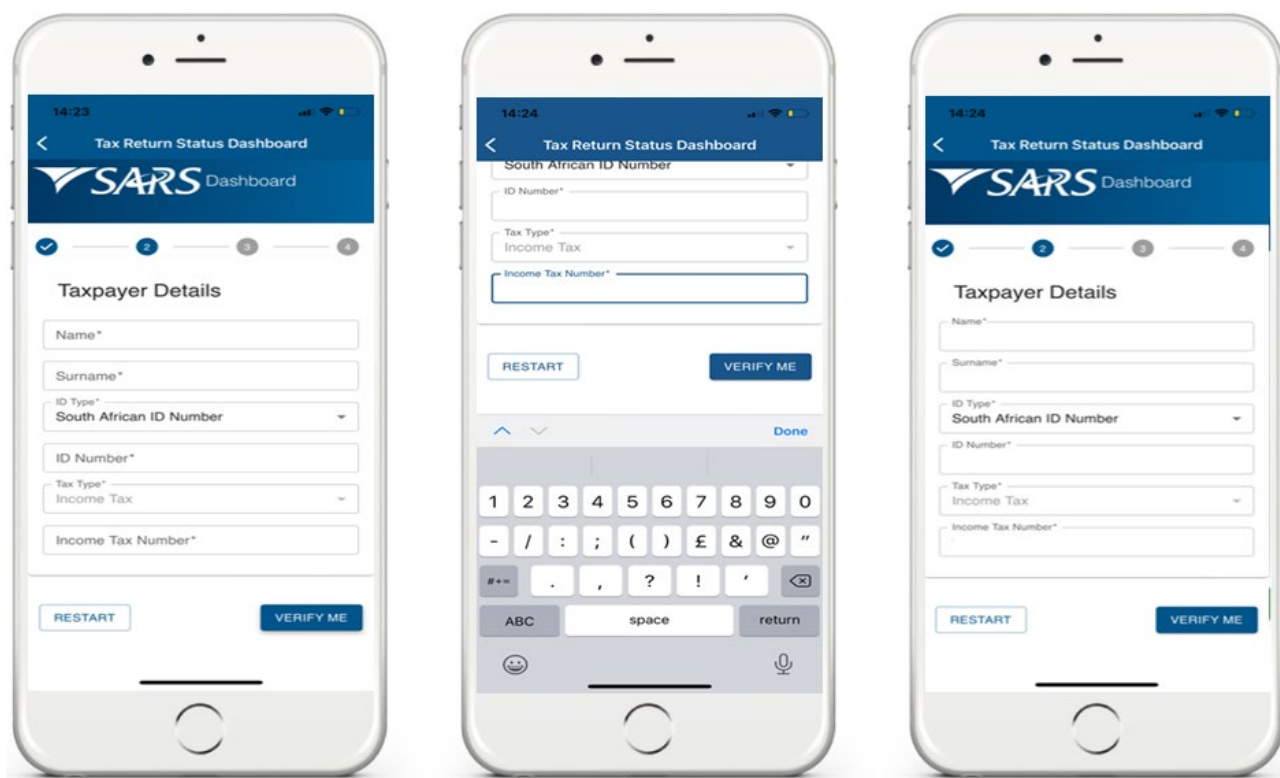 14:23
Tax Return Status Dashboard
SARS Dashboard
2 3 4
Taxpayer Details
Name*
Surname*
ID Type*
South African ID Number
ID Number*
Tax Type*
Income Tax
Income Tax Number*
RESTART VERIFY ME
14:24
Tax Return Status Dashboard
South African ID Number
ID Number*
Tax Type*
Income Tax
Income Tax Number*
RESTART VERIFY ME
Done
1 2 3 4 5 6 7 8 9 0
- / : ; ( ) £ & @ "
#+= . , ? ! '
ABC space return
14:24
Tax Return Status Dashboard
SARS Dashboard
2 3 4
Taxpayer Details
Name*
Surname*
ID Type*
South African ID Number
ID Number*
Tax Type*
Income Tax
Income Tax Number*
RESTART VERIFY ME